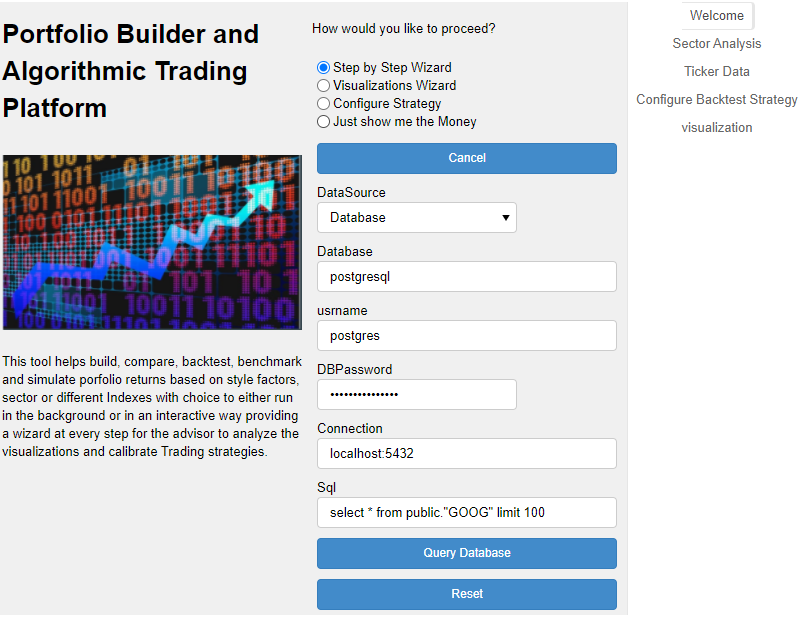 Portfolio Builder and
Algorithmic Trading
Platform
This tool helps build, compare, backtest, benchmark
and simulate porfolio returns based on style factors,
sector or different Indexes with choice to either run
in the background or in an interactive way providing
a wizard at every step for the advisor to analyze the
visualizations and calibrate Trading strategies.
How would you like to proceed?
Step by Step Wizard
Visualizations Wizard
Configure Strategy
Just show me the Money
Cancel
DataSource
Database
Database
postgresql
usrname
postgres
DBPassword
•••••••••••••••
Connection
localhost:5432
Sql
select * from public."GOOG" limit 100
Query Database
Reset
Welcome
Sector Analysis
Ticker Data
Configure Backtest Strategy
visualization